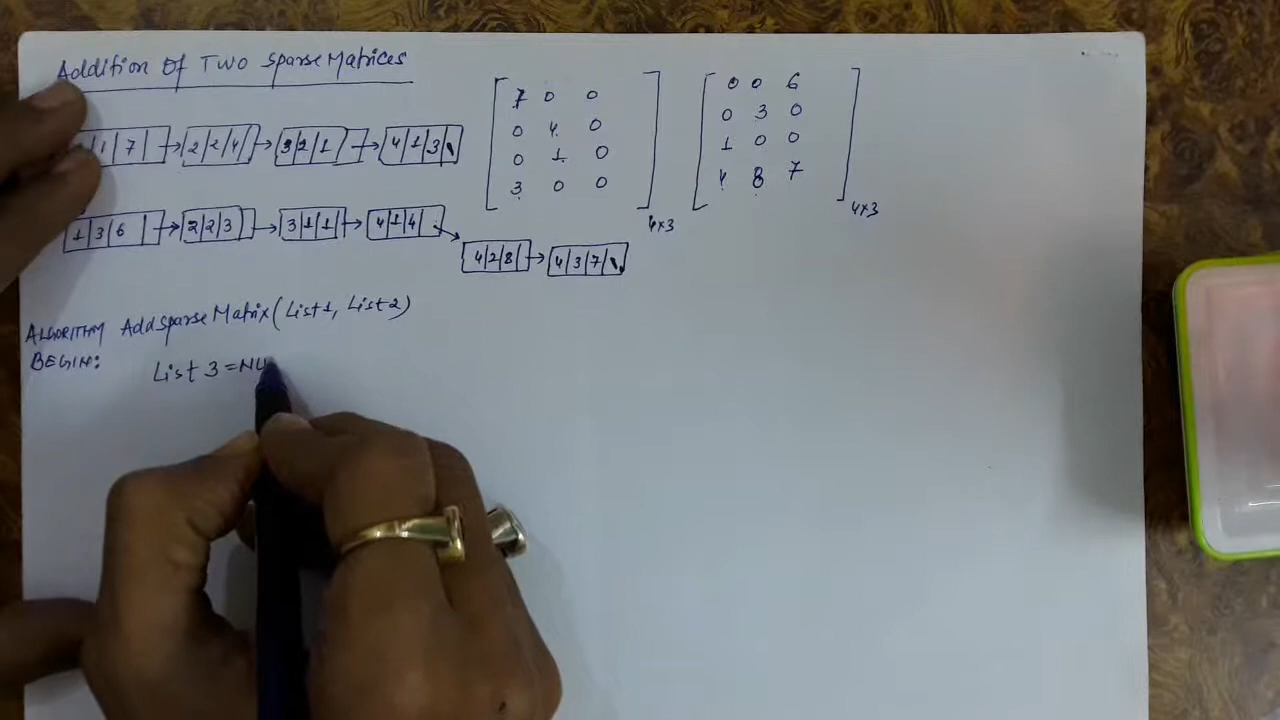 Addition Of Two Sparse Matrices
1 7 → 2 2 4 → 3 2 1 → 4 1 3
1 3 6 → 2 2 3 → 3 1 1 → 4 1 4
4 2 8 → 4 3 7
7 0 0
0 4 0
0 1 0
3 0 0
4x3
0 0 6
0 3 0
1 0 0
4 8 7
4x3
ALGORITHM AddSparseMatrix(List1, List2)
BEGIN:
List 3 = NU